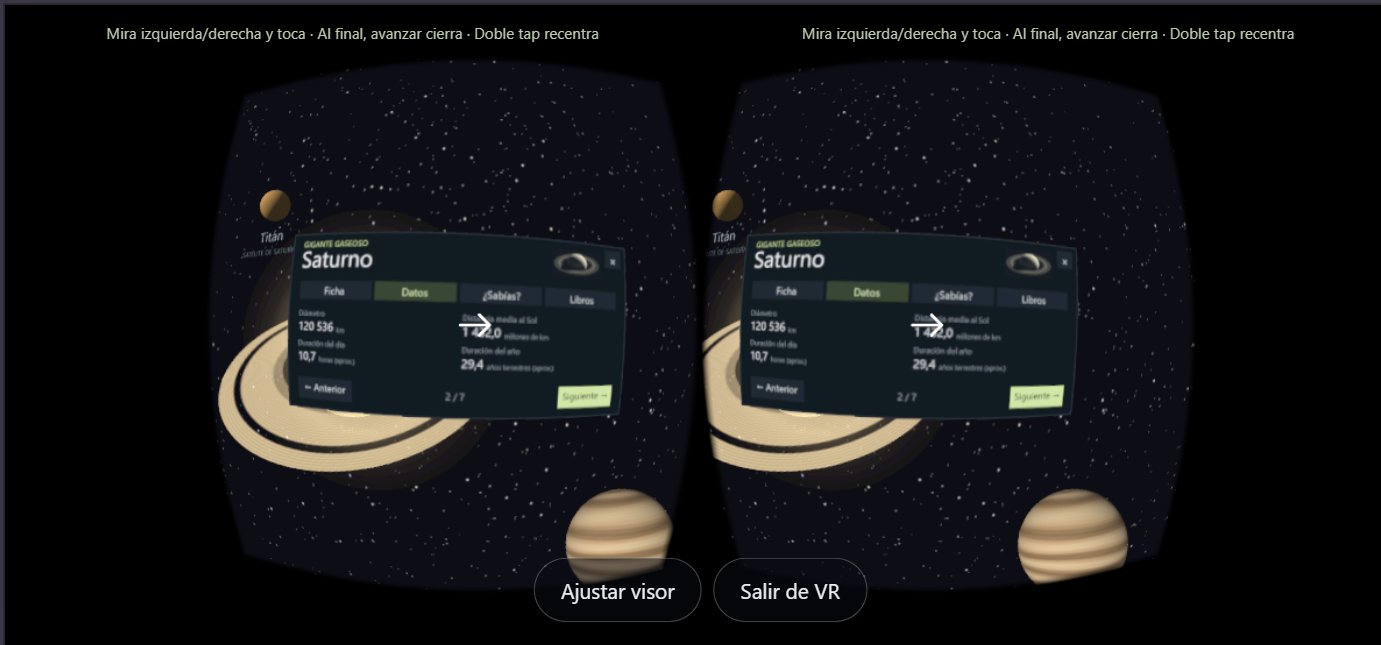 Mira izquierda/derecha y toca · Al final, avanzar cierra · Doble tap recentra
Mira izquierda/derecha y toca · Al final, avanzar cierra · Doble tap recentra
Titán
SATÉLITE DE SATURNO
GIGANTE GASEOSO
Saturno
×
Ficha
Datos
¿Sabías?
Libros
Diámetro
120 536 km
Distancia media al Sol
millones de km
Duración del día
10,7 horas (aprox.)
Duración del año
29,4 años terrestres (aprox.)
← Anterior
2 / 7
Siguiente →
Titán
GIGANTE GASEOSO
Saturno
×
Ficha
Datos
¿Sabías?
Libros
Diámetro
120 536 km
Distancia media al Sol
millones de km
Duración del día
10,7 horas (aprox.)
Duración del año
29,4 años terrestres (aprox.)
← Anterior
2 / 7
Siguiente →
Ajustar visor
Salir de VR